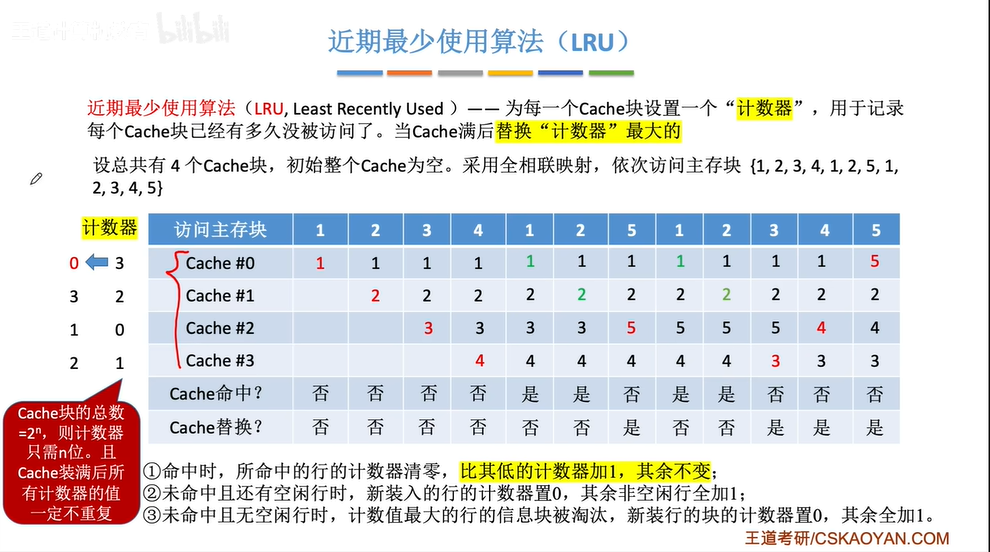 bilibili
近期最少使用算法（LRU）
近期最少使用算法（LRU, Least Recently Used ）—— 为每一个Cache块设置一个“计数器”，用于记录
每个Cache块已经有多久没被访问了。当Cache满后替换“计数器”最大的
设总共有 4 个Cache块，初始整个Cache为空。采用全相联映射，依次访问主存块 {1, 2, 3, 4, 1, 2, 5, 1,
2, 3, 4, 5}
计数器 访问主存块 1 2 3 4 1 2 5 1 2 3 4 5
0 3 Cache #0 1 1 1 1 1 1 1 1 1 1 1 5
3 2 Cache #1 2 2 2 2 2 2 2 2 2 2 2
1 0 Cache #2 3 3 3 3 5 5 5 5 4 4
2 1 Cache #3 4 4 4 4 4 4 3 3 3
Cache命中？ 否 否 否 否 是 是 否 是 是 否 否 否
Cache替换？ 否 否 否 否 否 否 是 否 否 是 是 是
Cache块的总数
=2ⁿ，则计数器
只需n位。且
Cache装满后所
有计数器的值
一定不重复
①命中时，所命中的行的计数器清零，比其低的计数器加1，其余不变；
②未命中且还有空闲行时，新装入的行的计数器置0，其余非空闲行全加1；
③未命中且无空闲行时，计数值最大的行的信息块被淘汰，新装行的块的计数器置0，其余全加1。
王道考研/CSKAOYAN.COM